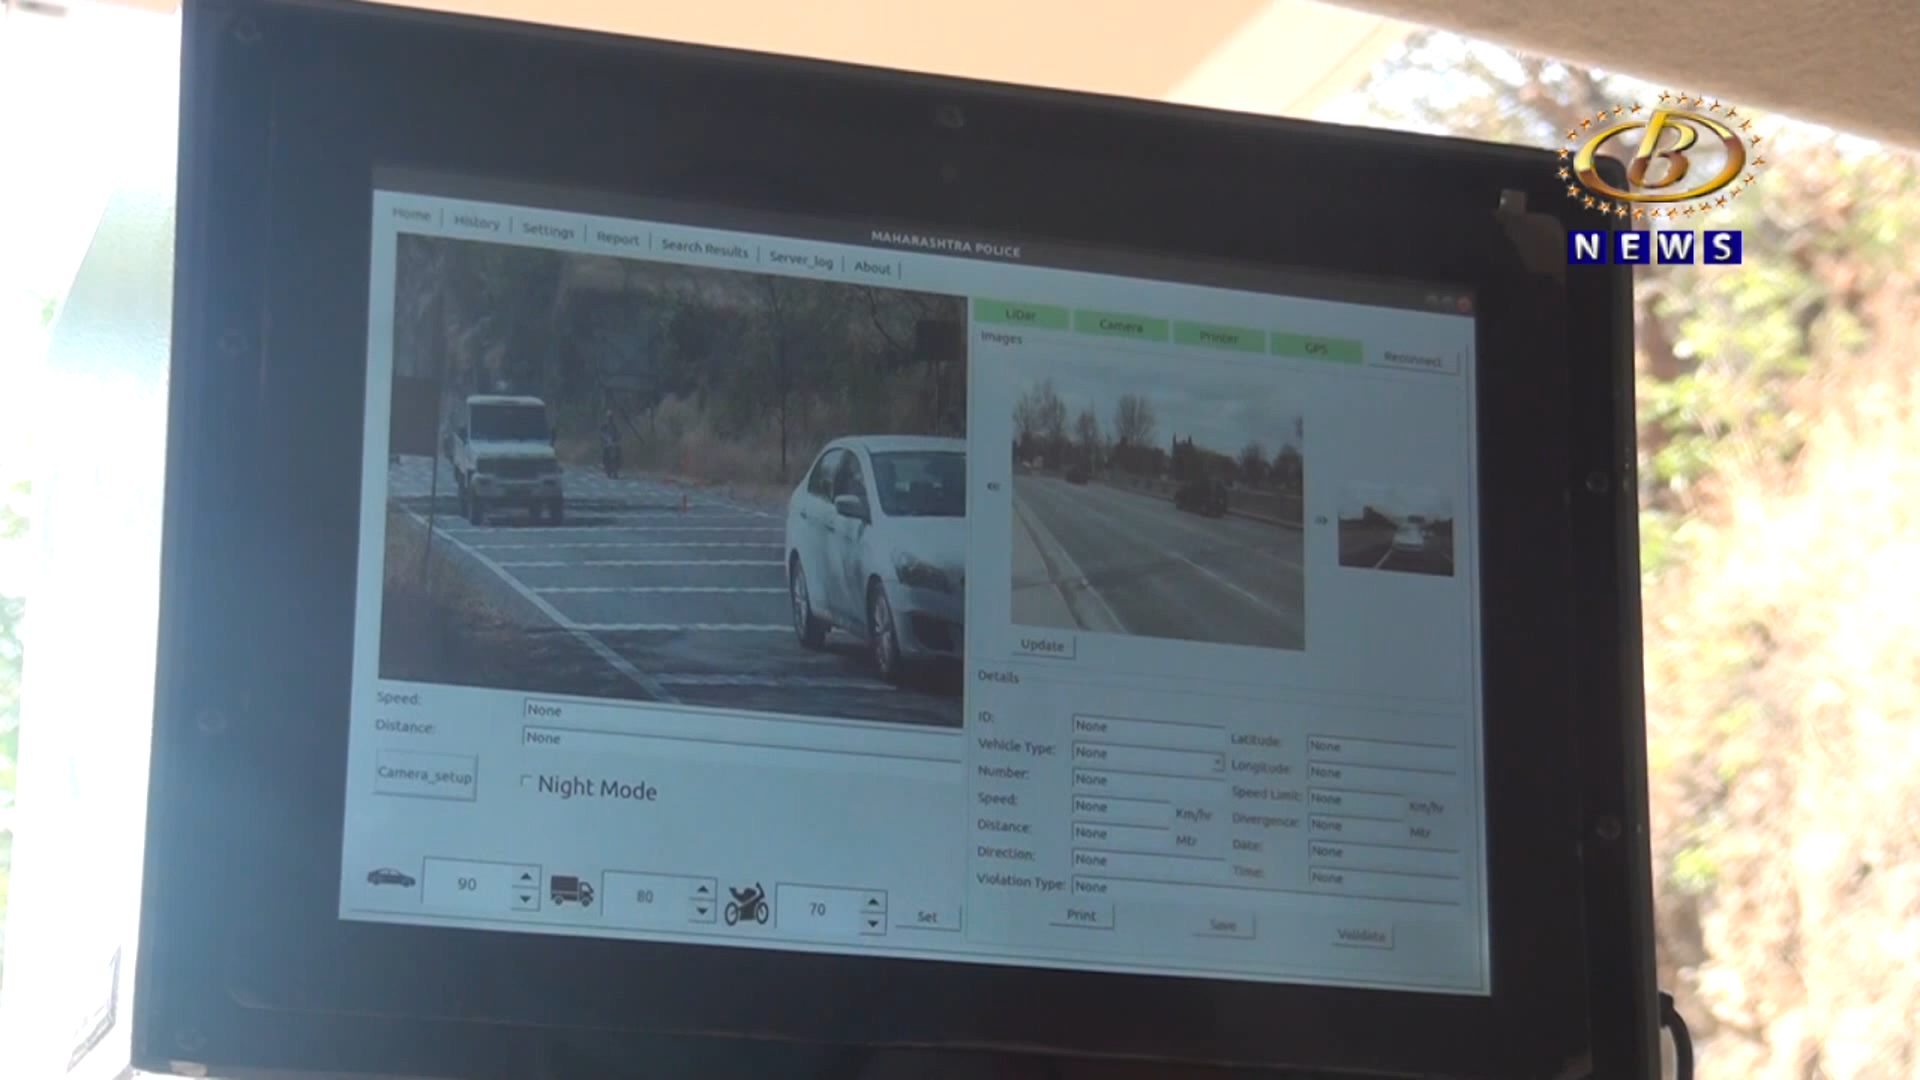 B
NEWS
MAHARASHTRA POLICE
Home History Settings Report Search Results Server_log About
LiDar Camera Printer GPS Reconnect
Images
Update
Speed: None
Distance: None
Camera_setup
Night Mode
90 80 70 Set
Details
ID: None Latitude: None
Vehicle Type: None Longitude: None
Number: None Speed Limit: None Km/hr
Speed: None Km/hr Divergence: None Mtr
Distance: None Mtr Date: None
Direction: None Time: None
Violation Type: None
Print Save Validate